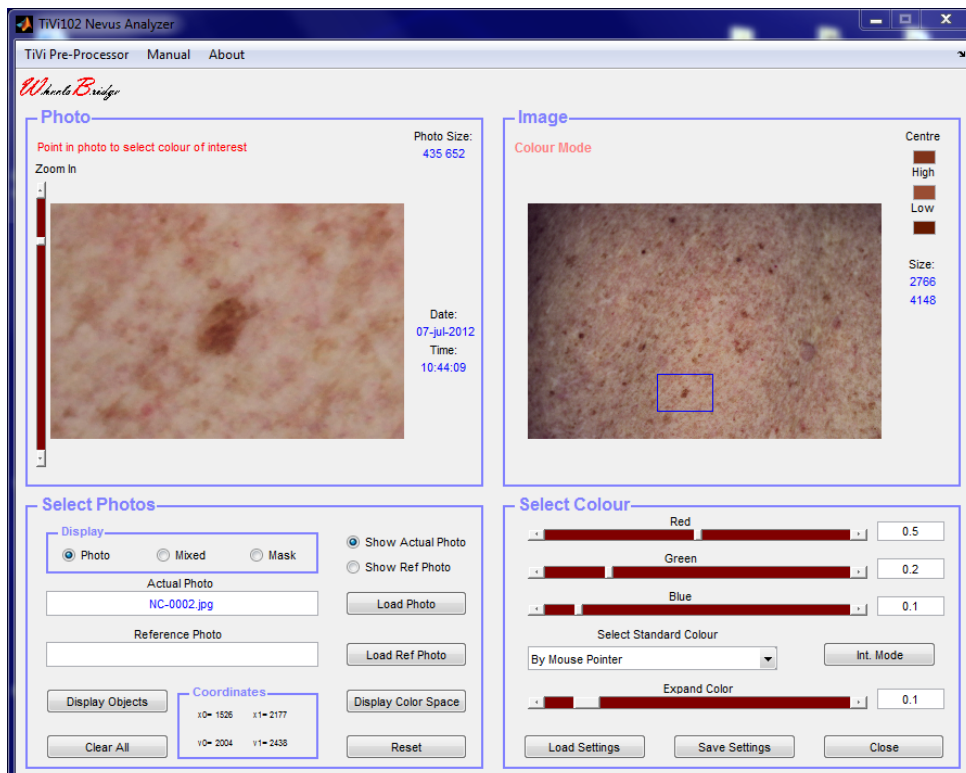 TiVi102 Nevus Analyzer
TiVi Pre-Processor Manual About
WheelsBridge
Photo
Point in photo to select colour of interest
Zoom In
Photo Size:
435 652
Date:
07-jul-2012
Time:
10:44:09
Image
Colour Mode
Centre
High
Low
Size:
2766
4148
Select Photos
Display
Photo Mixed Mask
Show Actual Photo
Show Ref Photo
Actual Photo
NC-0002.jpg
Load Photo
Reference Photo
Load Ref Photo
Display Objects
Coordinates
x0= 1526 x1= 2177
y0= 2004 y1= 2438
Display Color Space
Clear All
Reset
Select Colour
Red
0.5
Green
0.2
Blue
0.1
Select Standard Colour
By Mouse Pointer
Int. Mode
Expand Color
0.1
Load Settings
Save Settings
Close